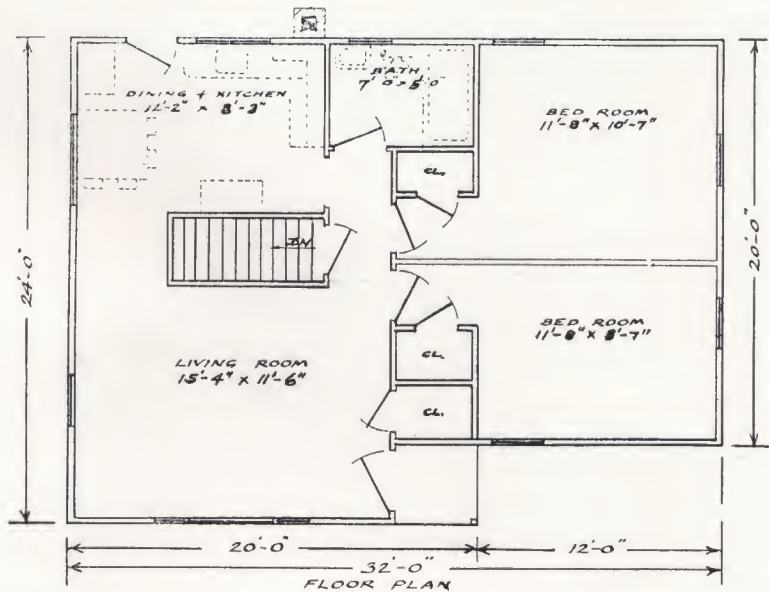 DINING & KITCHEN
12'-2" x 8'-3"
BATH
7'-0" x 5'-0"
BED ROOM
11'-8" x 10'-7"
CL.
DN
24'-0"
20'-0"
BED ROOM
11'-8" x 8'-7"
LIVING ROOM
15'-4" x 11'-6"
CL.
CL.
20'-0"
12'-0"
32'-0"
FLOOR PLAN